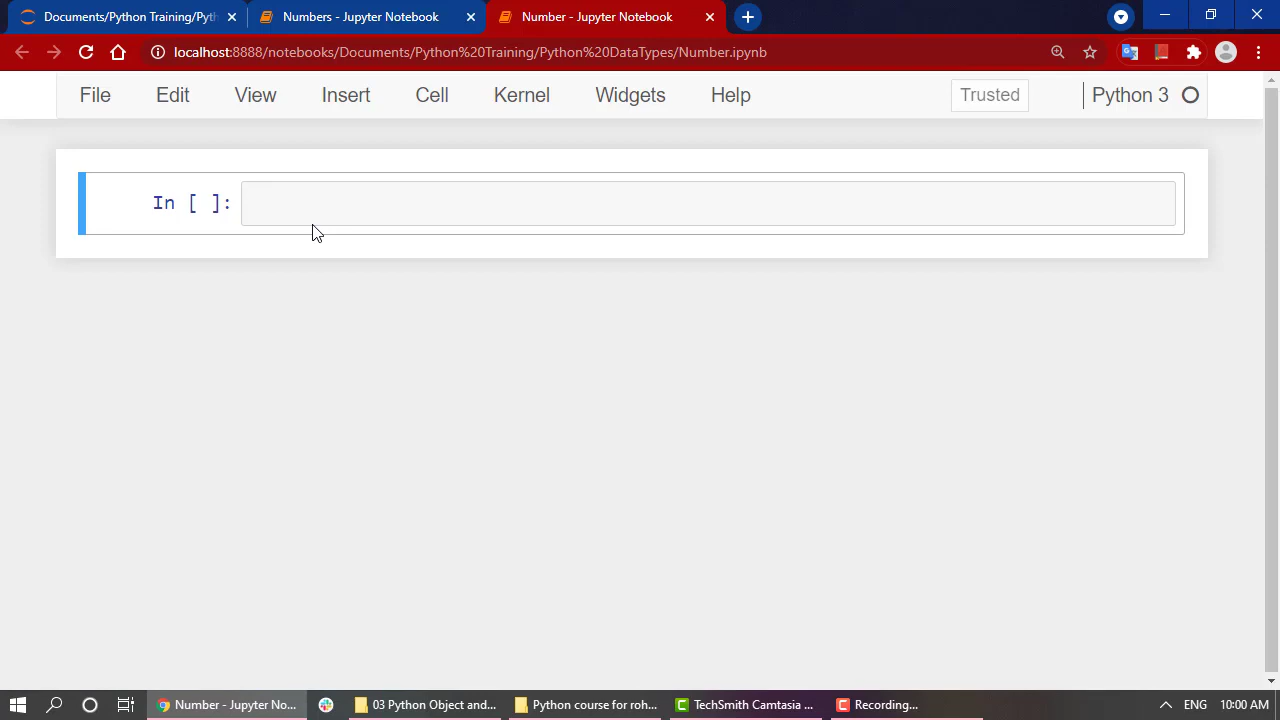 Documents/Python Training/Pyth
Numbers - Jupyter Notebook
Number - Jupyter Notebook
localhost:8888/notebooks/Documents/Python%20Training/Python%20DataTypes/Number.ipynb
File Edit View Insert Cell Kernel Widgets Help Trusted Python 3
In [ ]:
Number - Jupyter No...
03 Python Object and...
Python course for roh...
TechSmith Camtasia ...
Recording...
ENG
10:00 AM